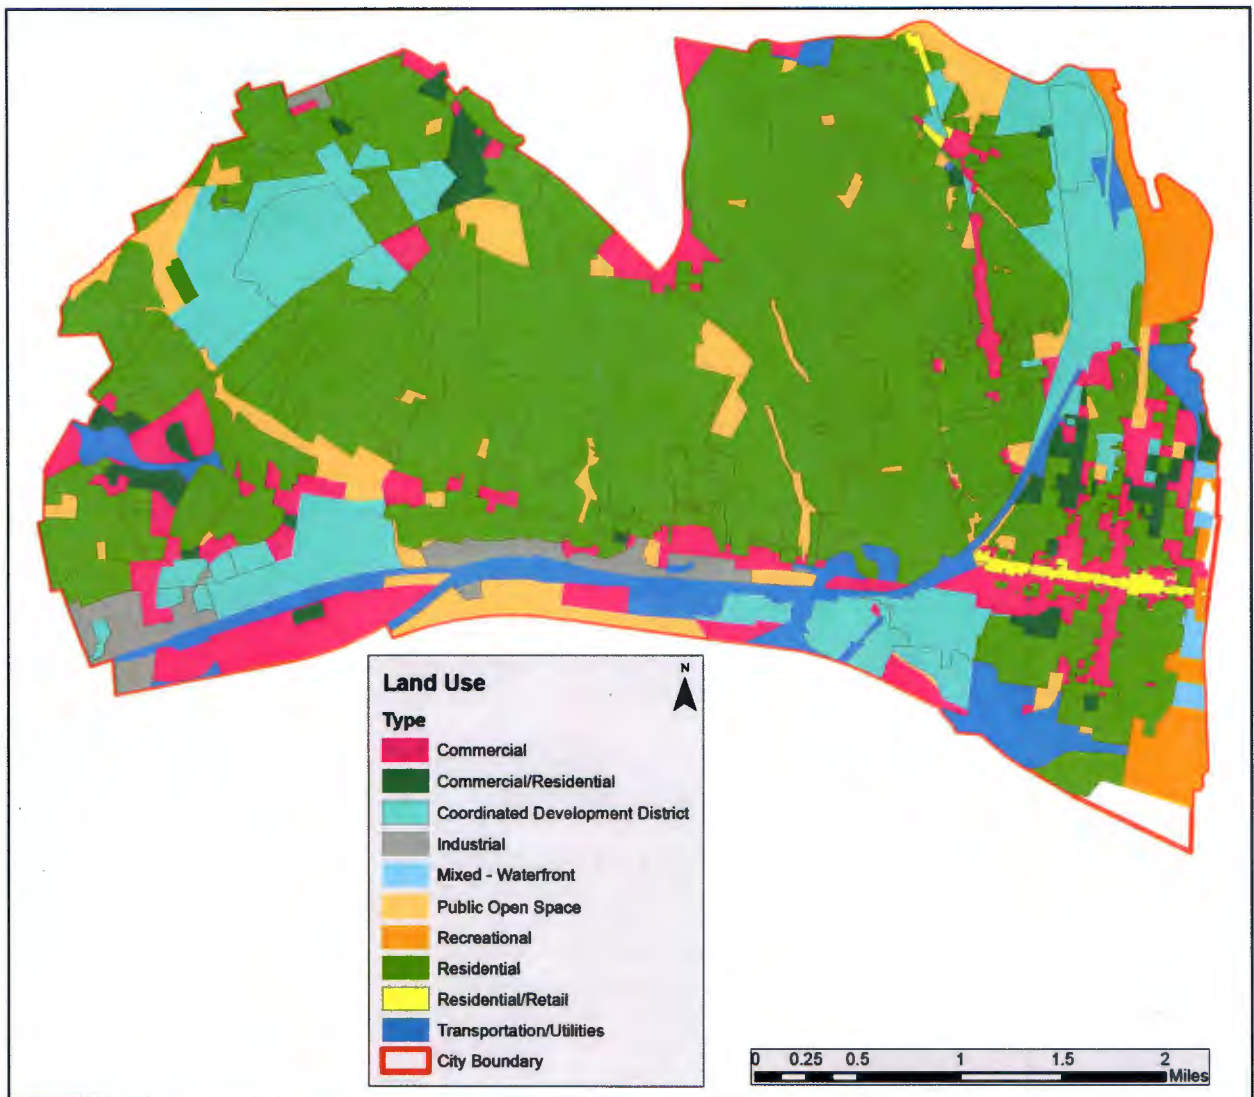 Land Use
N
Type
Commercial
Commercial/Residential
Coordinated Development District
Industrial
Mixed - Waterfront
Public Open Space
Recreational
Residential
Residential/Retail
Transportation/Utilities
City Boundary
0 0.25 0.5 1 1.5 2
Miles